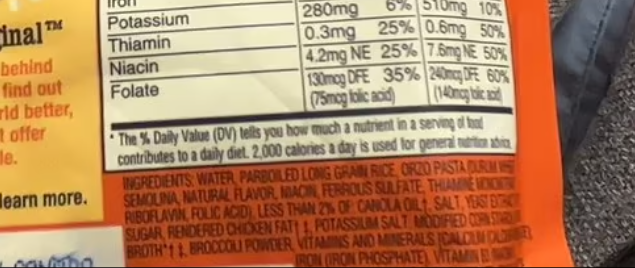 Iron
Potassium 280mg 6% 510mg 10%
Thiamin 0.3mg 25% 0.6mg 50%
Niacin 4.2mg NE 25% 7.6mg NE 50%
Folate 130mcg DFE 35% 240mcg DFE 60%
(75mcg folic acid) (140mcg folic acid)
* The % Daily Value (DV) tells you how much a nutrient in a serving of food
contributes to a daily diet. 2,000 calories a day is used for general nutrition advice.
INGREDIENTS: WATER, PARBOILED LONG GRAIN RICE, ORZO PASTA (DURUM
SEMOLINA, NATURAL FLAVOR, NIACIN, FERROUS SULFATE, THIAMINE
RIBOFLAVIN, FOLIC ACID), LESS THAN 2% OF: CANOLA OIL‡, SALT, YEAST EXTRACT,
SUGAR, RENDERED CHICKEN FAT†‡, POTASSIUM SALT, MODIFIED CORN
BROTH*†‡, BROCCOLI POWDER, VITAMINS AND MINERALS [CALCIUM
IRON (IRON PHOSPHATE), VITAMIN
inal™
behind
find out
rld better,
t offer
le.
learn more.